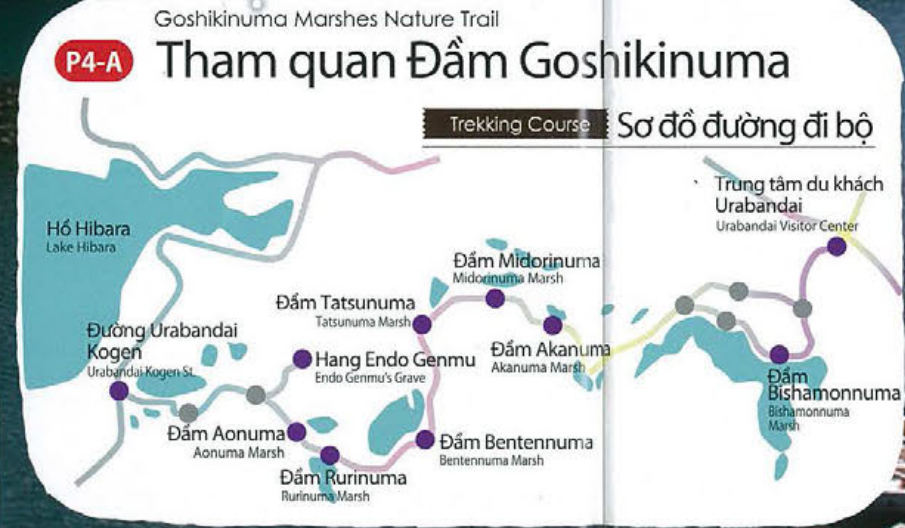 Goshikinuma Marshes Nature Trail
P4-A Tham quan Đầm Goshikinuma
Trekking Course Sơ đồ đường đi bộ
Trung tâm du khách
Urabandai
Urabandai Visitor Center
Hồ Hibara
Lake Hibara
Đầm Midorinuma
Midorinuma Marsh
Đầm Tatsunuma
Tatsunuma Marsh
Đường Urabandai
Kogen
Urabandai Kogen St.
Hang Endo Genmu
Endo Genmu's Grave
Đầm Akanuma
Akanuma Marsh
Đầm
Bishamonnuma
Bishamonnuma
Marsh
Đầm Aonuma
Aonuma Marsh
Đầm Bentennuma
Bentennuma Marsh
Đầm Rurinuma
Rurinuma Marsh